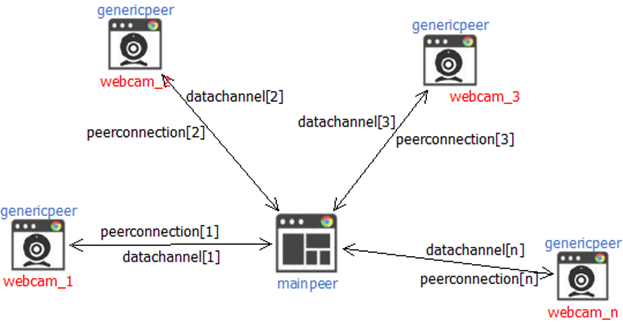 genericpeer
webcam_2
genericpeer
webcam_3
datachannel[2]
peerconnection[2]
datachannel[3]
peerconnection[3]
genericpeer
webcam_1
peerconnection[1]
datachannel[1]
mainpeer
datachannel[n]
peerconnection[n]
genericpeer
webcam_n